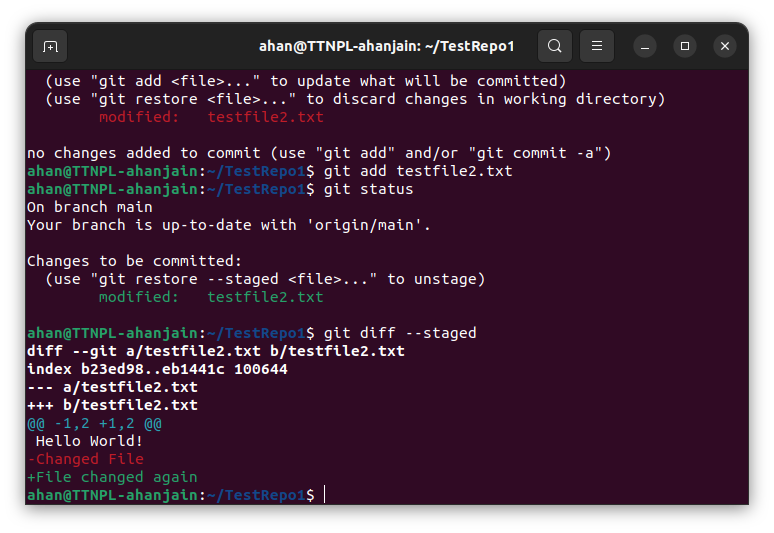 ahan@TTNPL-ahanjain: ~/TestRepo1
(use "git add <file>..." to update what will be committed)
(use "git restore <file>..." to discard changes in working directory)
modified:   testfile2.txt
no changes added to commit (use "git add" and/or "git commit -a")
ahan@TTNPL-ahanjain:~/TestRepo1$ git add testfile2.txt
ahan@TTNPL-ahanjain:~/TestRepo1$ git status
On branch main
Your branch is up-to-date with 'origin/main'.
Changes to be committed:
(use "git restore --staged <file>..." to unstage)
modified:   testfile2.txt
ahan@TTNPL-ahanjain:~/TestRepo1$ git diff --staged
diff --git a/testfile2.txt b/testfile2.txt
index b23ed98..eb1441c 100644
--- a/testfile2.txt
+++ b/testfile2.txt
@@ -1,2 +1,2 @@
Hello World!
-Changed File
+File changed again
ahan@TTNPL-ahanjain:~/TestRepo1$